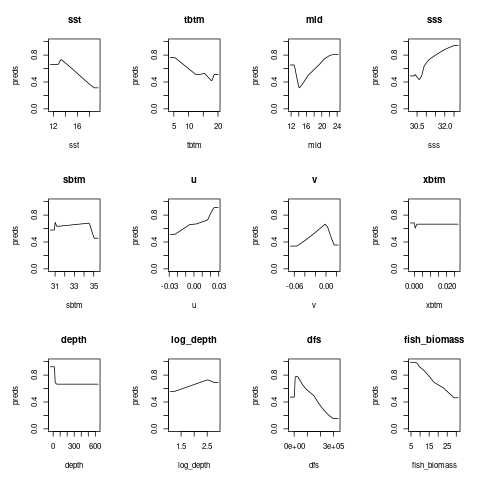 sst
tbtm
mld
sss
preds
0.0 0.4 0.8
12 16
sst
preds
0.0 0.4 0.8
5 10 20
tbtm
preds
0.0 0.4 0.8
12 16 20 24
mld
preds
0.0 0.4 0.8
30.5 32.0
sss
sbtm
u
v
xbtm
preds
0.0 0.4 0.8
31 33 35
sbtm
preds
0.0 0.4 0.8
-0.03 0.00 0.03
u
preds
0.0 0.4 0.8
-0.06 0.00
v
preds
0.0 0.4 0.8
0.000 0.020
xbtm
depth
log_depth
dfs
fish_biomass
preds
0.0 0.4 0.8
0 300 600
depth
preds
0.0 0.4 0.8
1.5 2.5
log_depth
preds
0.0 0.4 0.8
0e+00 3e+05
dfs
preds
0.0 0.4 0.8
5 15 25
fish_biomass